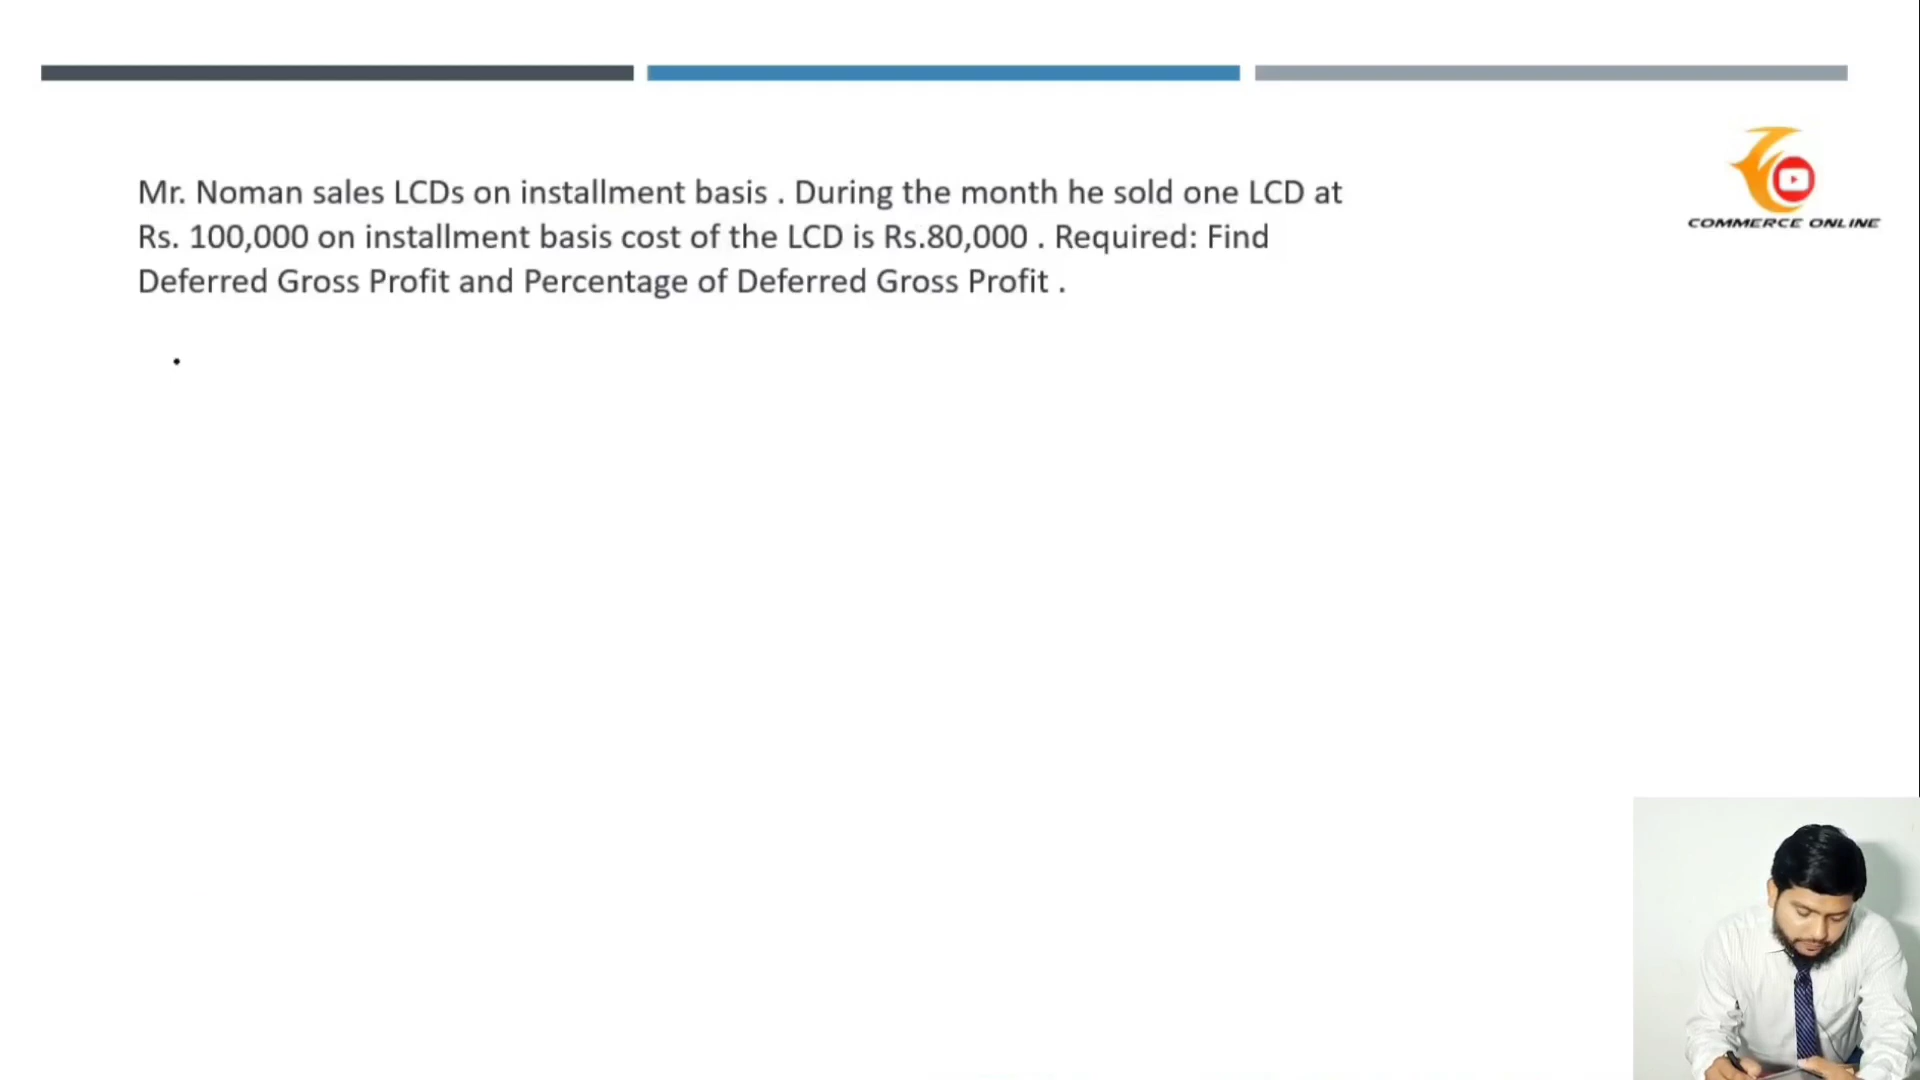 Mr. Noman sales LCDs on installment basis . During the month he sold one LCD at
Rs. 100,000 on installment basis cost of the LCD is Rs.80,000 . Required: Find
Deferred Gross Profit and Percentage of Deferred Gross Profit .
COMMERCE ONLINE